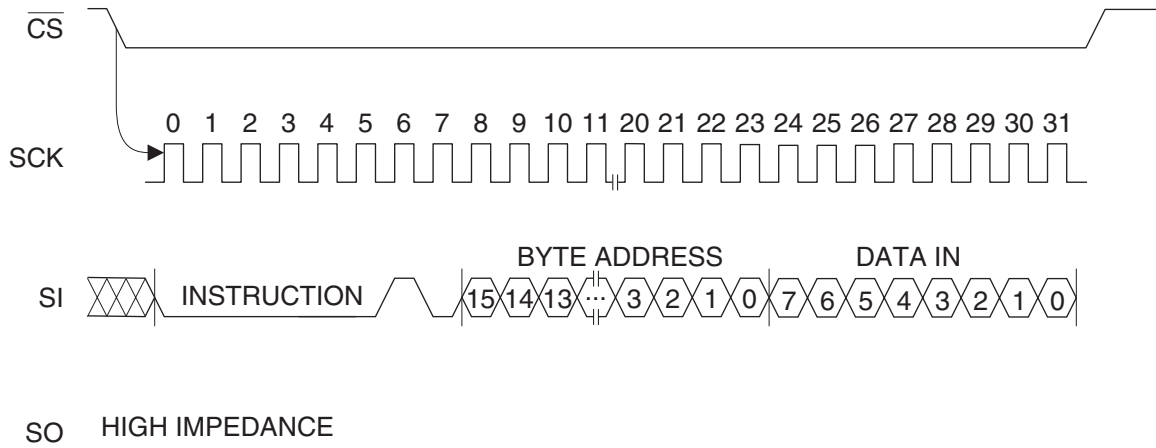 CS
0 1 2 3 4 5 6 7 8 9 10 11 20 21 22 23 24 25 26 27 28 29 30 31
SCK
BYTE ADDRESS DATA IN
SI INSTRUCTION 15 14 13 ... 3 2 1 0 7 6 5 4 3 2 1 0
SO HIGH IMPEDANCE